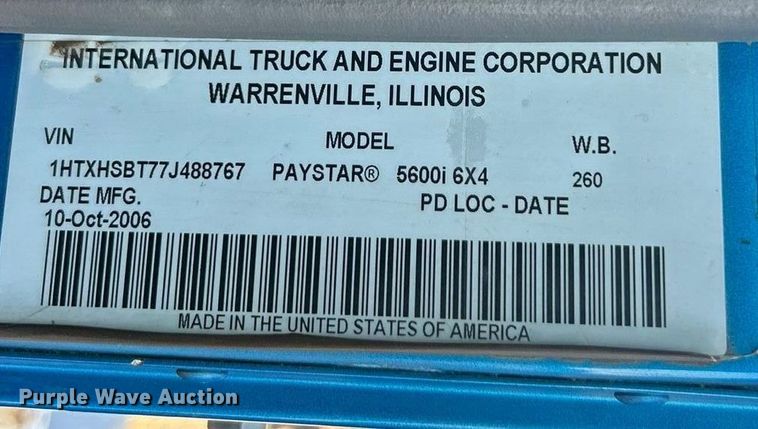 INTERNATIONAL TRUCK AND ENGINE CORPORATION
WARRENVILLE, ILLINOIS
VIN MODEL W.B.
1HTXHSBT77J488767 PAYSTAR® 5600i 6X4 260
DATE MFG. PD LOC - DATE
10-Oct-2006
MADE IN THE UNITED STATES OF AMERICA
Purple Wave Auction